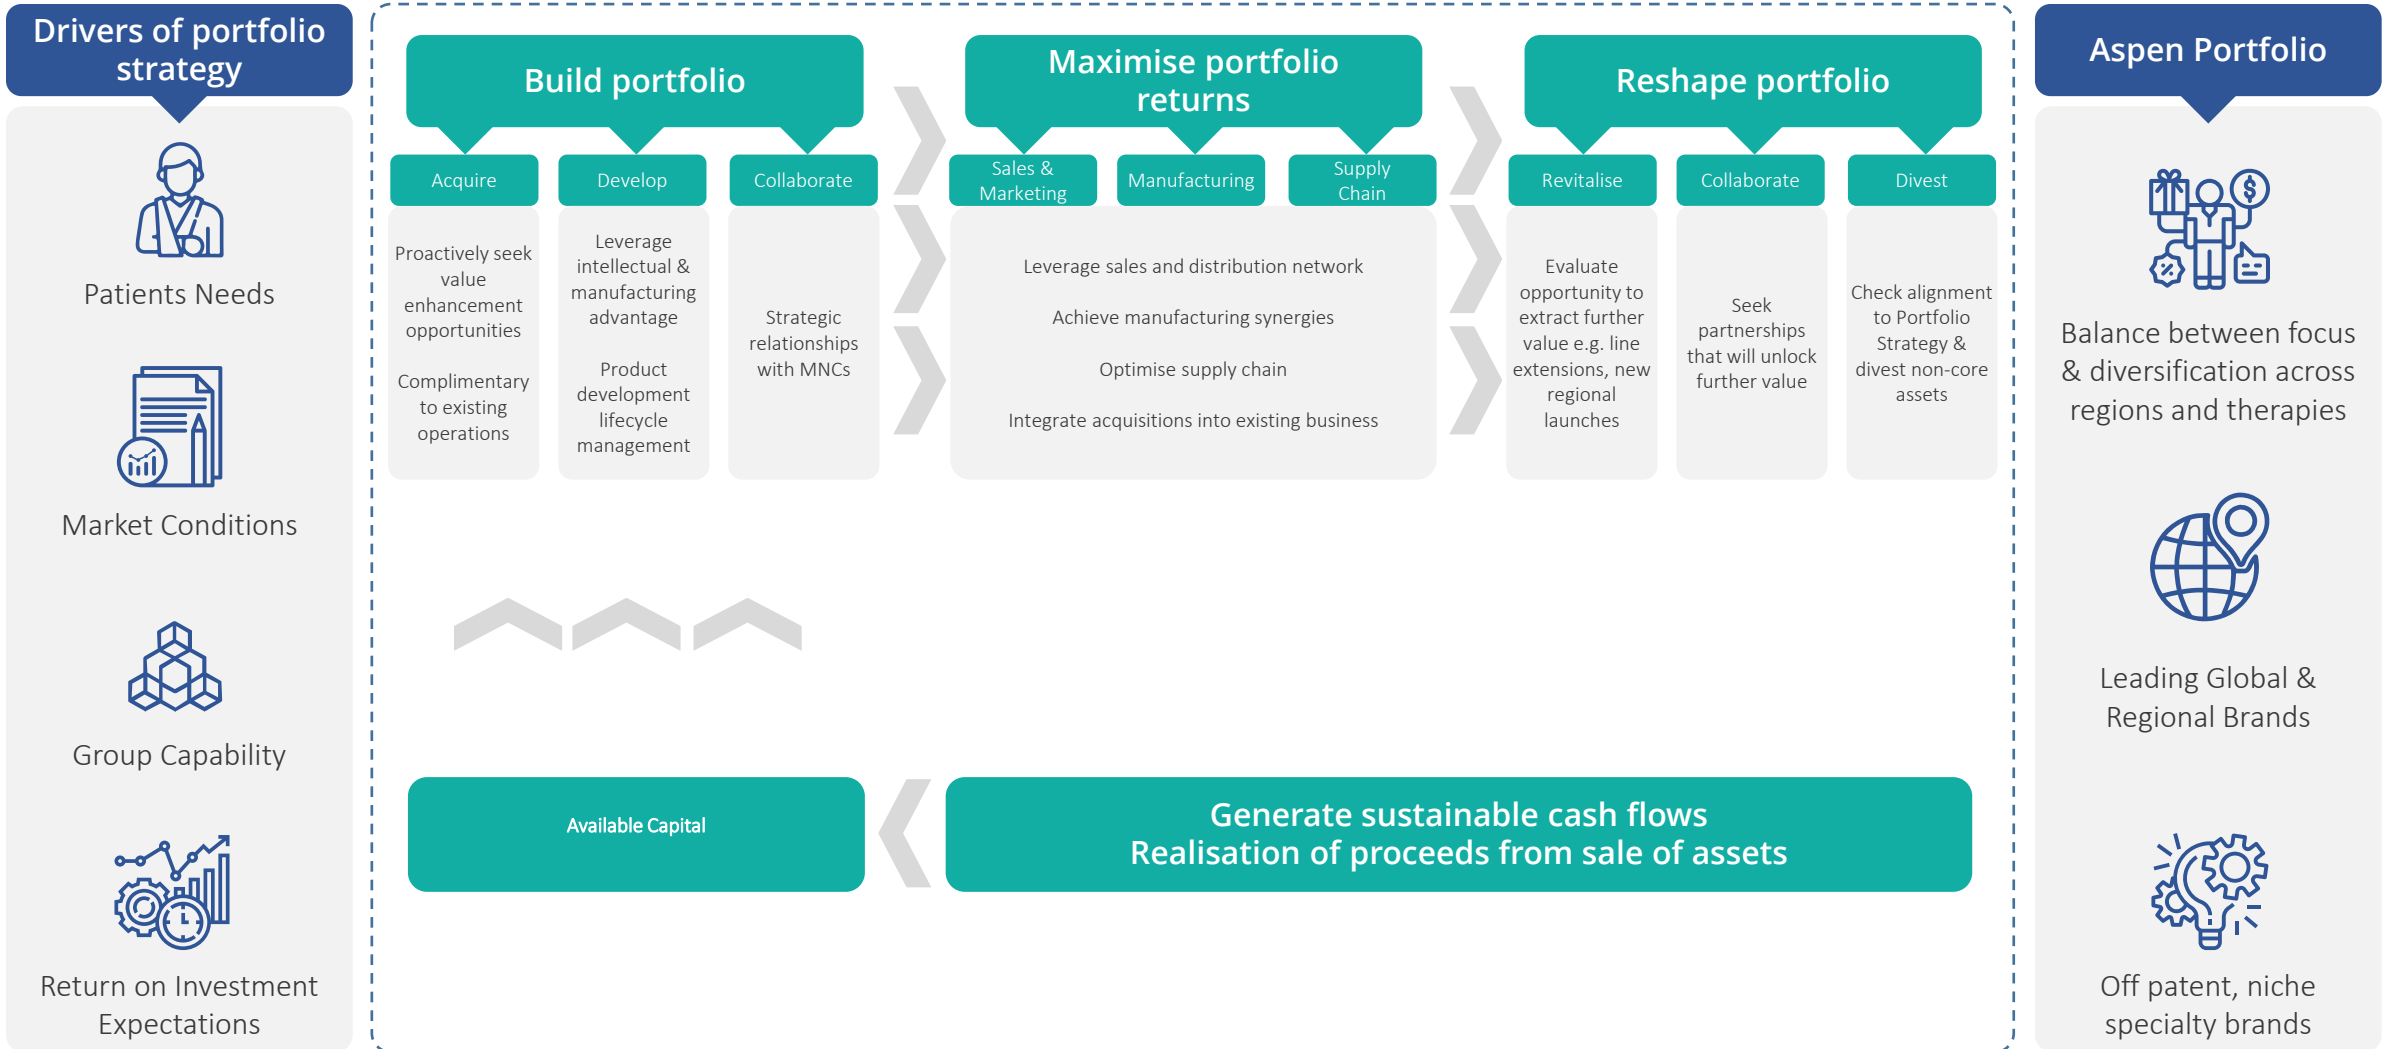 Drivers of portfolio
strategy
Patients Needs
Market Conditions
Group Capability
Return on Investment
Expectations
Build portfolio
Acquire
Proactively seek
value
enhancement
opportunities
Complimentary
to existing
operations
Develop
Leverage
intellectual &
manufacturing
advantage
Product
development
lifecycle
management
Collaborate
Strategic
relationships
with MNCs
Maximise portfolio
returns
Sales &
Marketing
Manufacturing
Supply
Chain
Leverage sales and distribution network
Achieve manufacturing synergies
Optimise supply chain
Integrate acquisitions into existing business
Reshape portfolio
Revitalise
Evaluate
opportunity to
extract further
value e.g. line
extensions, new
regional
launches
Collaborate
Seek
partnerships
that will unlock
further value
Divest
Check alignment
to Portfolio
Strategy &
divest non-core
assets
Available Capital
Generate sustainable cash flows
Realisation of proceeds from sale of assets
Aspen Portfolio
Balance between focus
& diversification across
regions and therapies
Leading Global &
Regional Brands
Off patent, niche
specialty brands